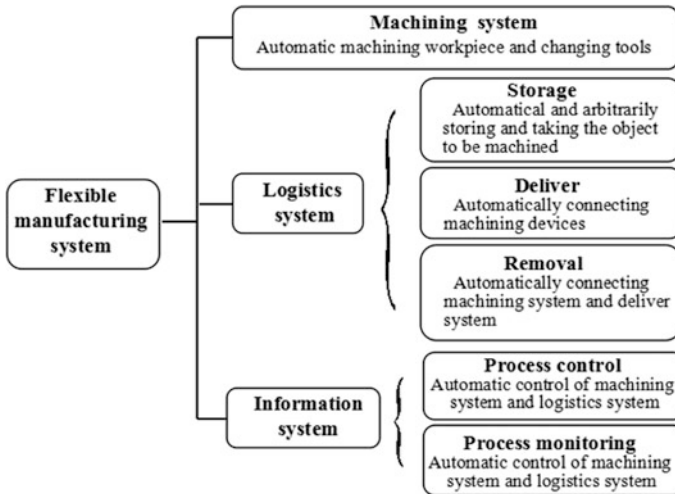 Machining system
Automatic machining workpiece and changing tools
Storage
Automatical and arbitrarily
storing and taking the object
to be machined
Flexible
manufacturing
system
Logistics
system
Deliver
Automatically connecting
machining devices
Removal
Automatically connecting
machining system and deliver
system
Information
system
Process control
Automatic control of machining
system and logistics system
Process monitoring
Automatic control of machining
system and logistics system